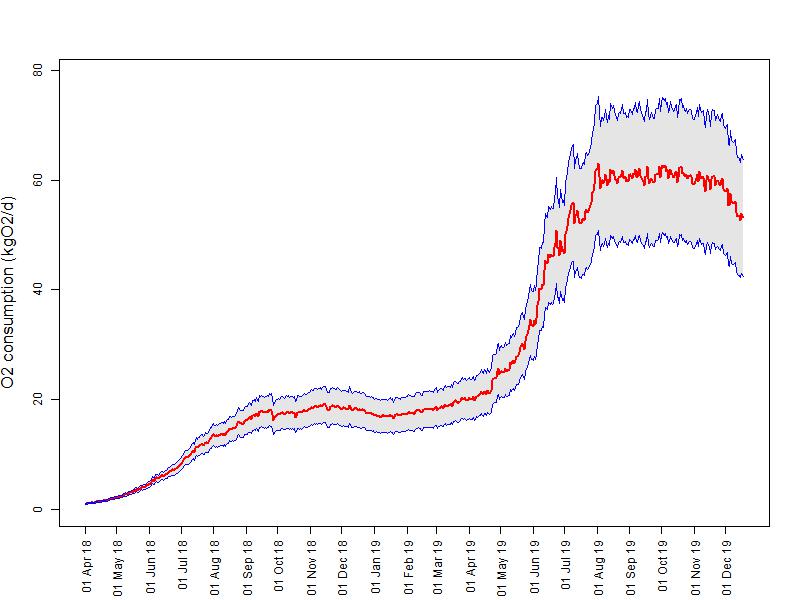 O2 consumption (kgO2/d)
80
60
40
20
0
01 Apr 18
01 May 18
01 Jun 18
01 Jul 18
01 Aug 18
01 Sep 18
01 Oct 18
01 Nov 18
01 Dec 18
01 Jan 19
01 Feb 19
01 Mar 19
01 Apr 19
01 May 19
01 Jun 19
01 Jul 19
01 Aug 19
01 Sep 19
01 Oct 19
01 Nov 19
01 Dec 19